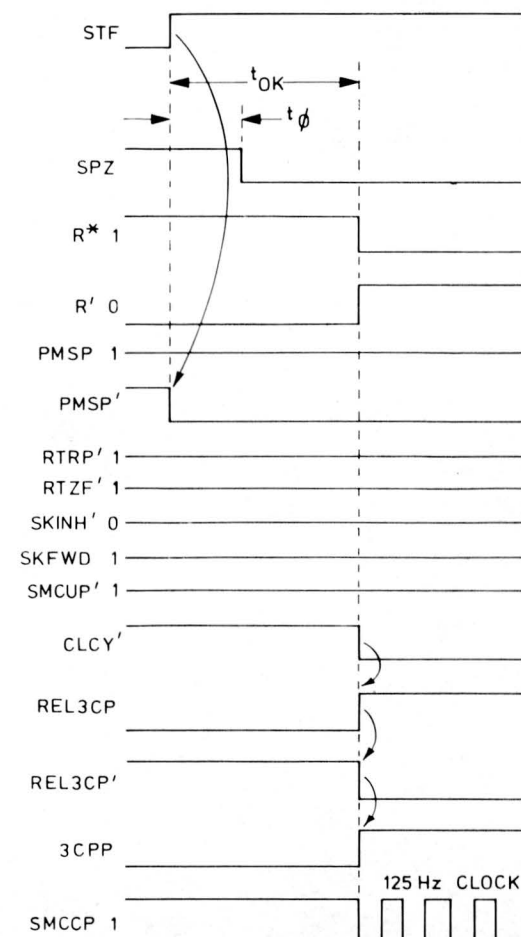 STF
tOK
tϕ
SPZ
R* 1
R' 0
PMSP 1
PMSP'
RTRP' 1
RTZF' 1
SKINH' 0
SKFWD 1
SMCUP' 1
CLCY'
REL3CP
REL3CP'
3CPP
125 Hz CLOCK
SMCCP 1